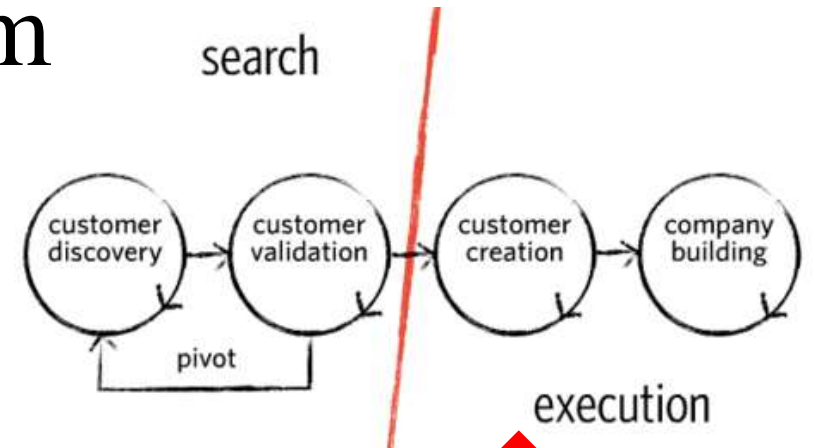 m
search
customer
discovery
customer
validation
customer
creation
company
building
pivot
execution